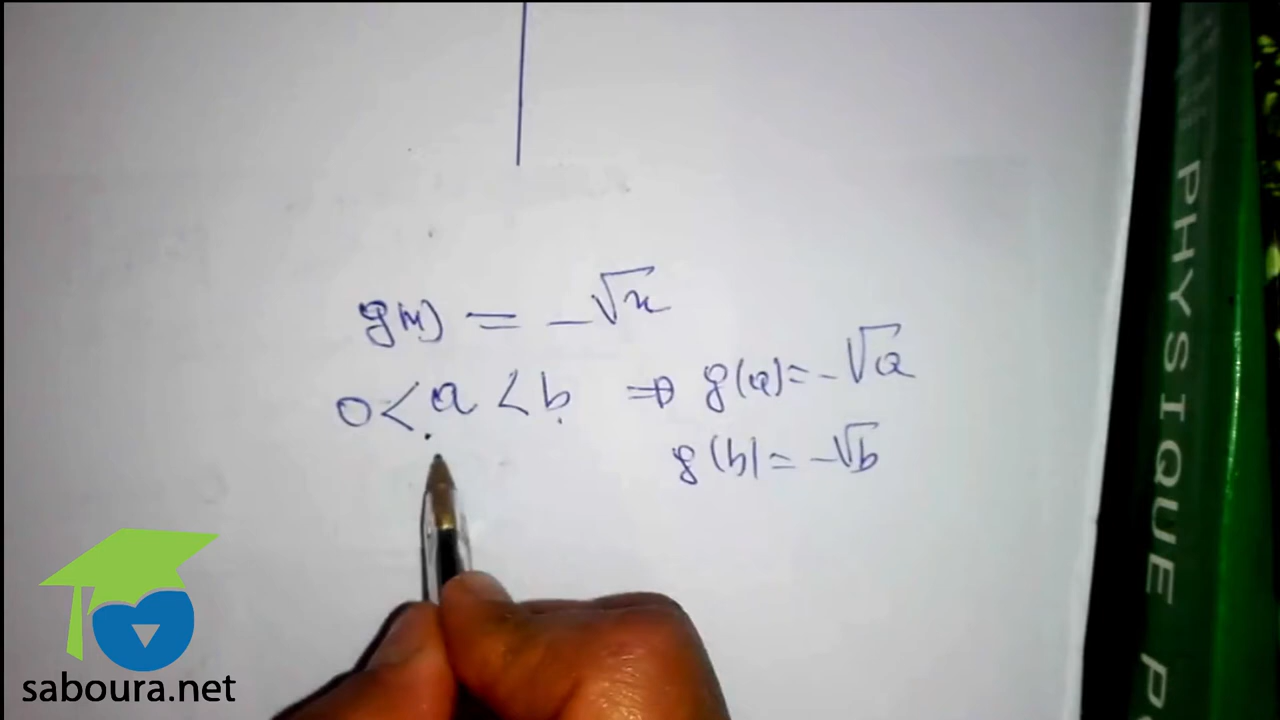 g(x) = -√x
0 < a < b ⇒ g(a) = -√a
g(b) = -√b
PHYSIQUE P
saboura.net